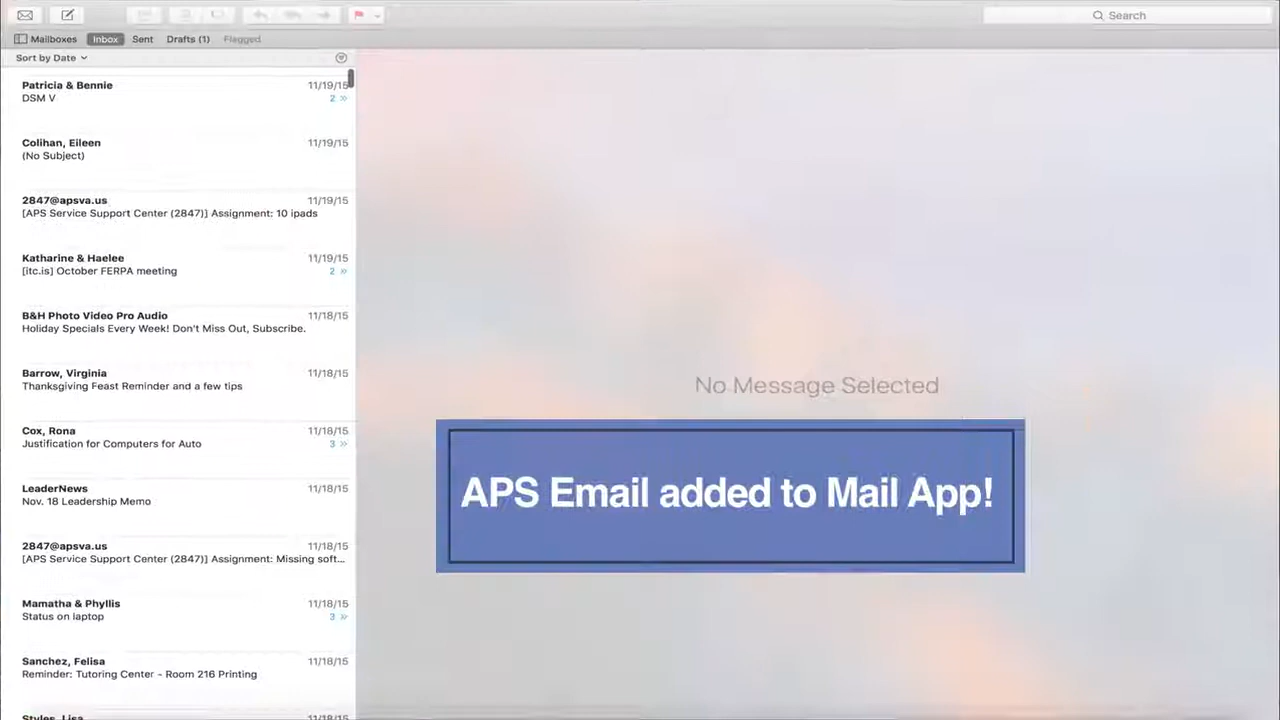 Search
Mailboxes Inbox Sent Drafts (1) Flagged
Sort by Date
Patricia & Bennie 11/19/15
DSM V 2 »
Colihan, Eileen 11/19/15
(No Subject)
2847@apsva.us 11/19/15
[APS Service Support Center (2847)] Assignment: 10 ipads
Katharine & Haelee 11/19/15
[itc.is] October FERPA meeting 2 »
B&H Photo Video Pro Audio 11/18/15
Holiday Specials Every Week! Don't Miss Out, Subscribe.
Barrow, Virginia 11/18/15
Thanksgiving Feast Reminder and a few tips
Cox, Rona 11/18/15
Justification for Computers for Auto 3 »
LeaderNews 11/18/15
Nov. 18 Leadership Memo
2847@apsva.us 11/18/15
[APS Service Support Center (2847)] Assignment: Missing soft...
Mamatha & Phyllis 11/18/15
Status on laptop 3 »
Sanchez, Felisa 11/18/15
Reminder: Tutoring Center - Room 216 Printing
Styles, Lisa 11/18/15
No Message Selected
APS Email added to Mail App!